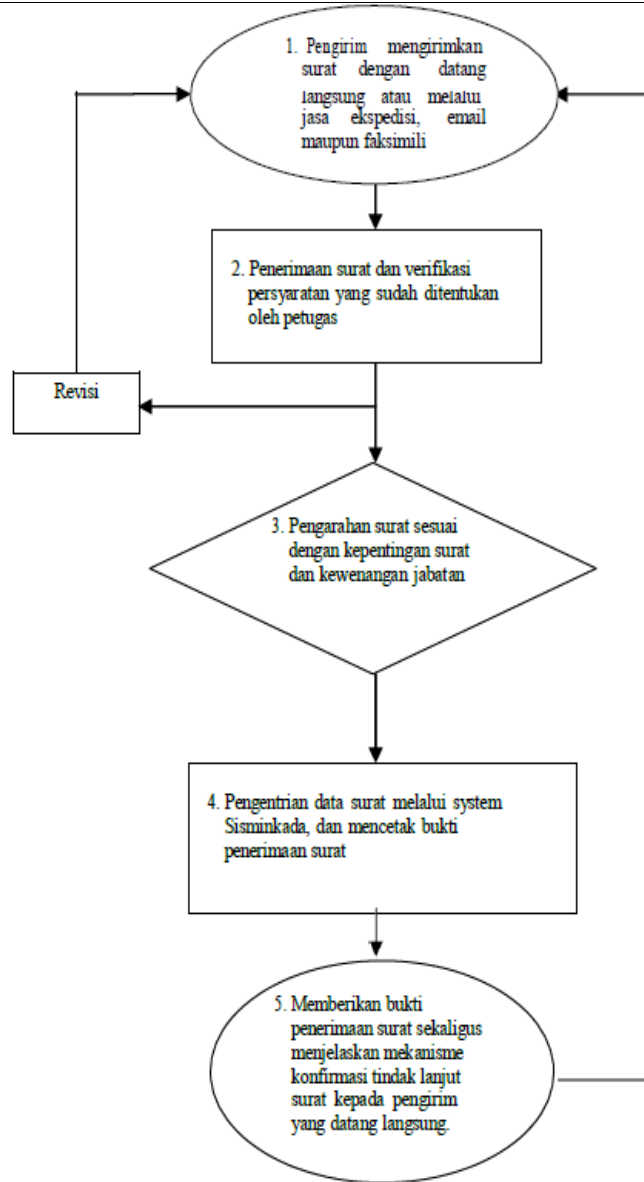 1. Pengirim mengirimkan
surat dengan datang
langsung atau melalui
jasa ekspedisi, email
maupun faksimili
2. Penerimaan surat dan verifikasi
persyaratan yang sudah ditentukan
oleh petugas
Revisi
3. Pengarahan surat sesuai
dengan kepentingan surat
dan kewenangan jabatan
4. Pengentrian data surat melalui system
Sisminkada, dan mencetak bukti
penerimaan surat
5. Memberikan bukti
penerimaan surat sekaligus
menjelaskan mekanisme
konfirmasi tindak lanjut
surat kepada pengirim
yang datang langsung.